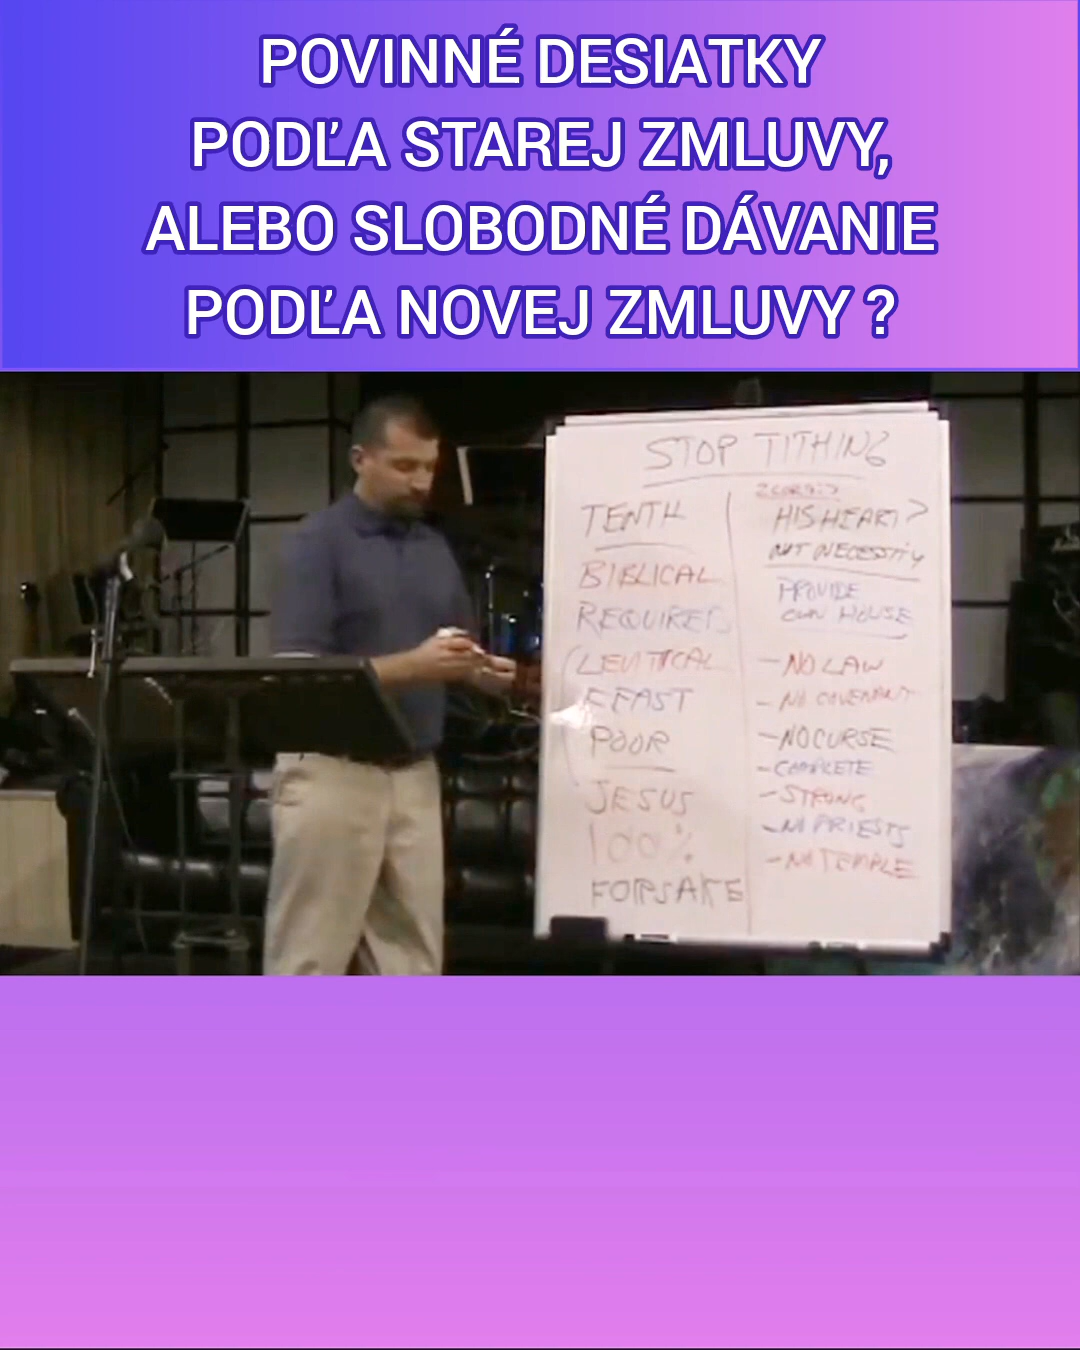 POVINNÉ DESIATKY
PODĽA STAREJ ZMLUVY,
ALEBO SLOBODNÉ DÁVANIE
PODĽA NOVEJ ZMLUVY ?
STOP TITHING
TENTH
BIBLICAL
REQUIRES
LEVITICAL
FEAST
POOR
JESUS
100%
FORSAKE
HIS HEART
NOT NECESSITY
PROVIDE
OWN HOUSE
- NO LAW
- NO COVENANT
- NO CURSE
- COMPLETE
- STRONG
- NO PRIESTS
- NO TEMPLE